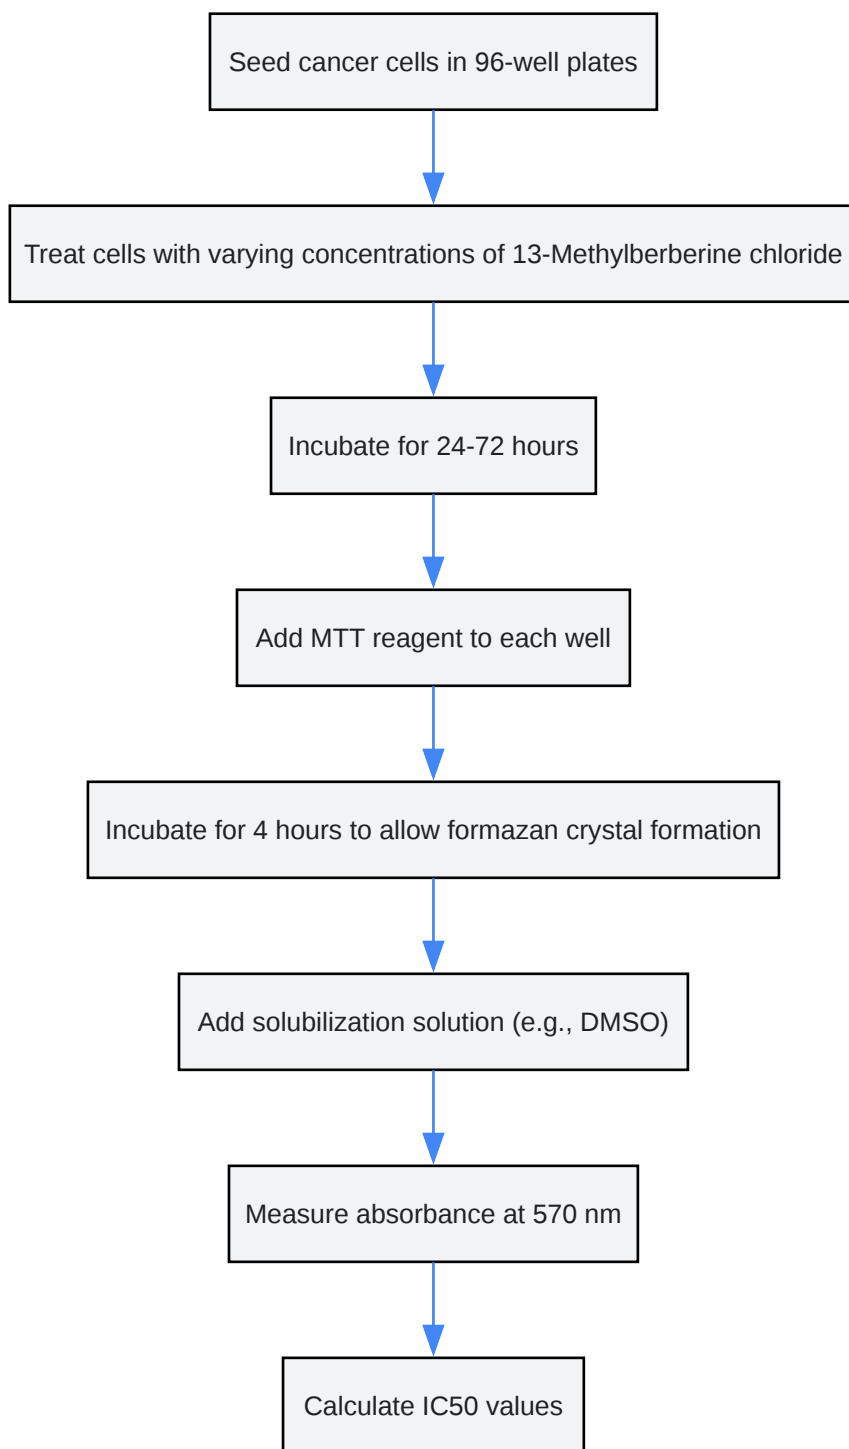 Seed cancer cells in 96-well plates
Treat cells with varying concentrations of 13-Methylberberine chloride
Incubate for 24-72 hours
Add MTT reagent to each well
Incubate for 4 hours to allow formazan crystal formation
Add solubilization solution (e.g., DMSO)
Measure absorbance at 570 nm
Calculate IC50 values